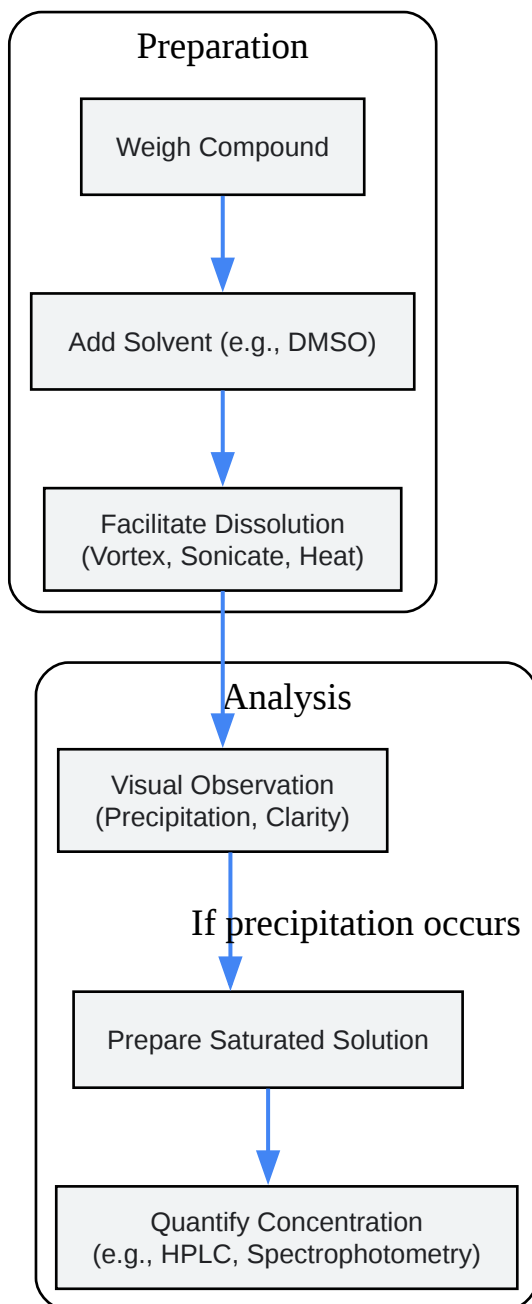 Preparation
Weigh Compound
Add Solvent (e.g., DMSO)
Facilitate Dissolution
(Vortex, Sonicate, Heat)
Analysis
Visual Observation
(Precipitation, Clarity)
If precipitation occurs
Prepare Saturated Solution
Quantify Concentration
(e.g., HPLC, Spectrophotometry)